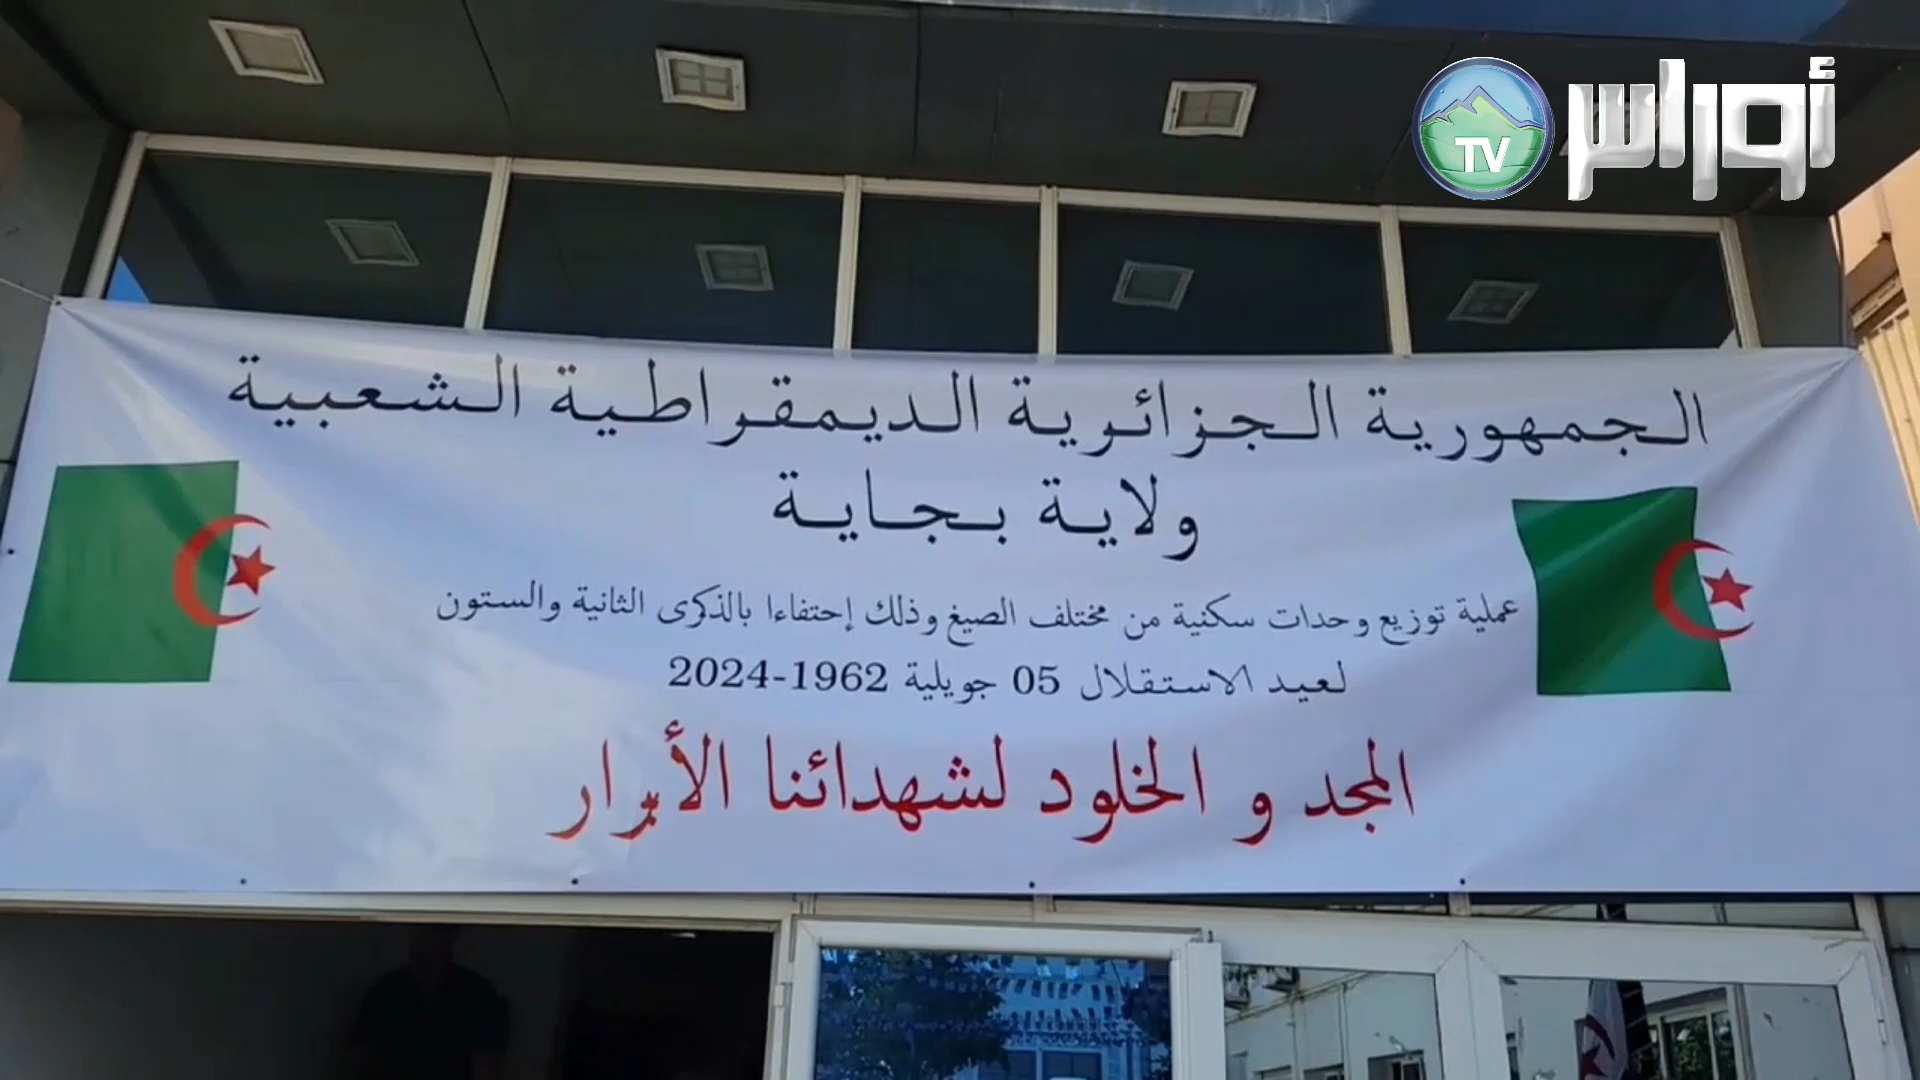 أوراس
TV
الجمهورية الجزائرية الديمقراطية الشعبية
ولاية بجاية
عملية توزيع وحدات سكنية من مختلف الصيغ وذلك إحتفاءا بالذكرى الثانية والستون
لعيد الاستقلال 05 جويلية 1962-2024
المجد و الخلود لشهدائنا الأبرار